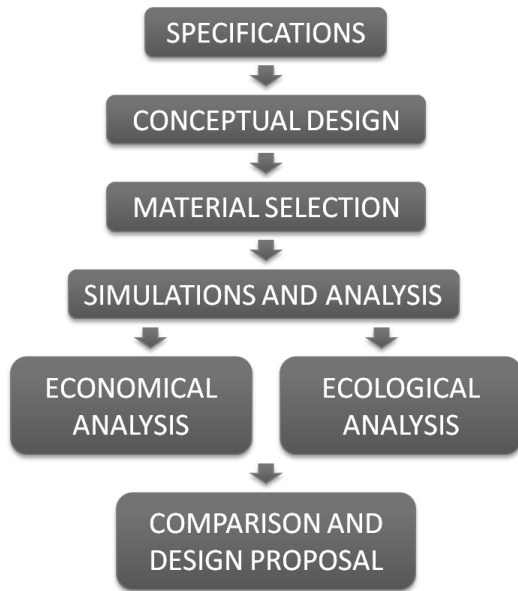 SPECIFICATIONS
CONCEPTUAL DESIGN
MATERIAL SELECTION
SIMULATIONS AND ANALYSIS
ECONOMICAL
ANALYSIS
ECOLOGICAL
ANALYSIS
COMPARISON AND
DESIGN PROPOSAL